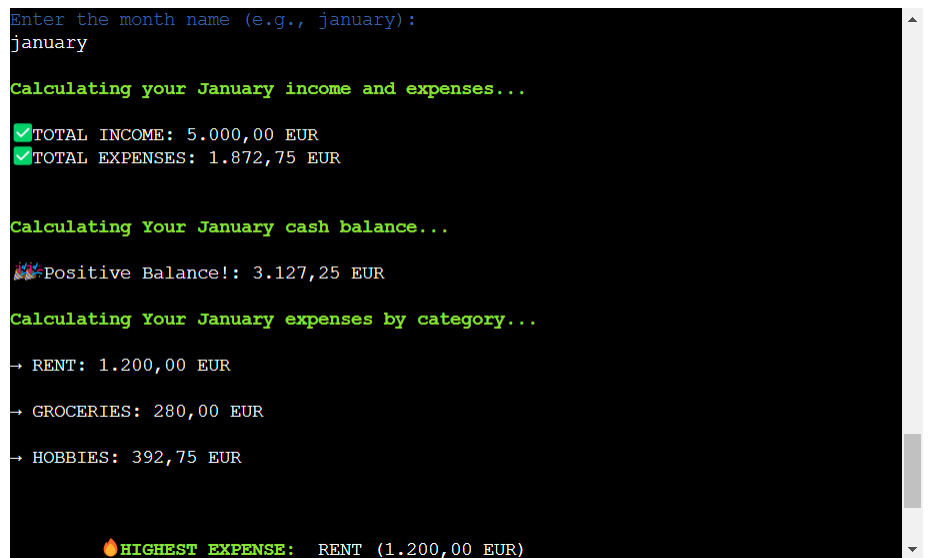 Enter the month name (e.g., january):
january
Calculating your January income and expenses...
✅TOTAL INCOME: 5.000,00 EUR
✅TOTAL EXPENSES: 1.872,75 EUR
Calculating Your January cash balance...
🎉Positive Balance!: 3.127,25 EUR
Calculating Your January expenses by category...
→ RENT: 1.200,00 EUR
→ GROCERIES: 280,00 EUR
→ HOBBIES: 392,75 EUR
🔥HIGHEST EXPENSE: RENT (1.200,00 EUR)